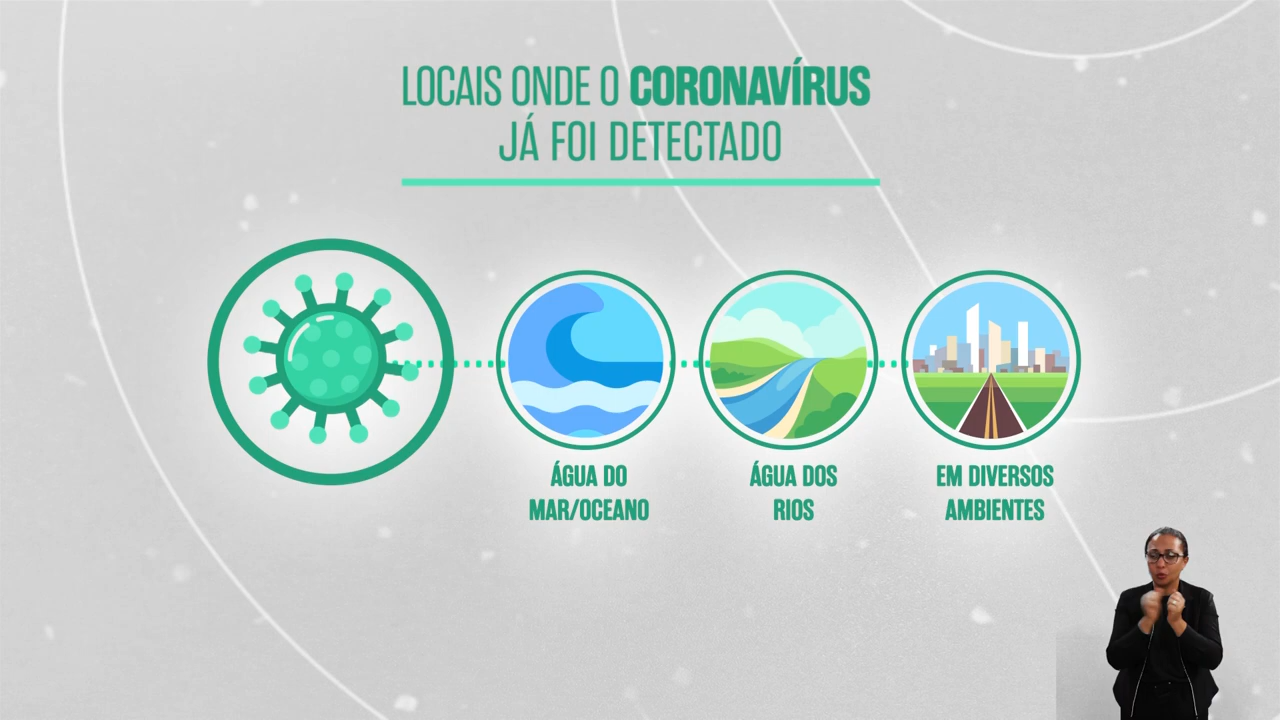 LOCAIS ONDE O CORONAVÍRUS
JÁ FOI DETECTADO
ÁGUA DO
MAR/OCEANO
ÁGUA DOS
RIOS
EM DIVERSOS
AMBIENTES